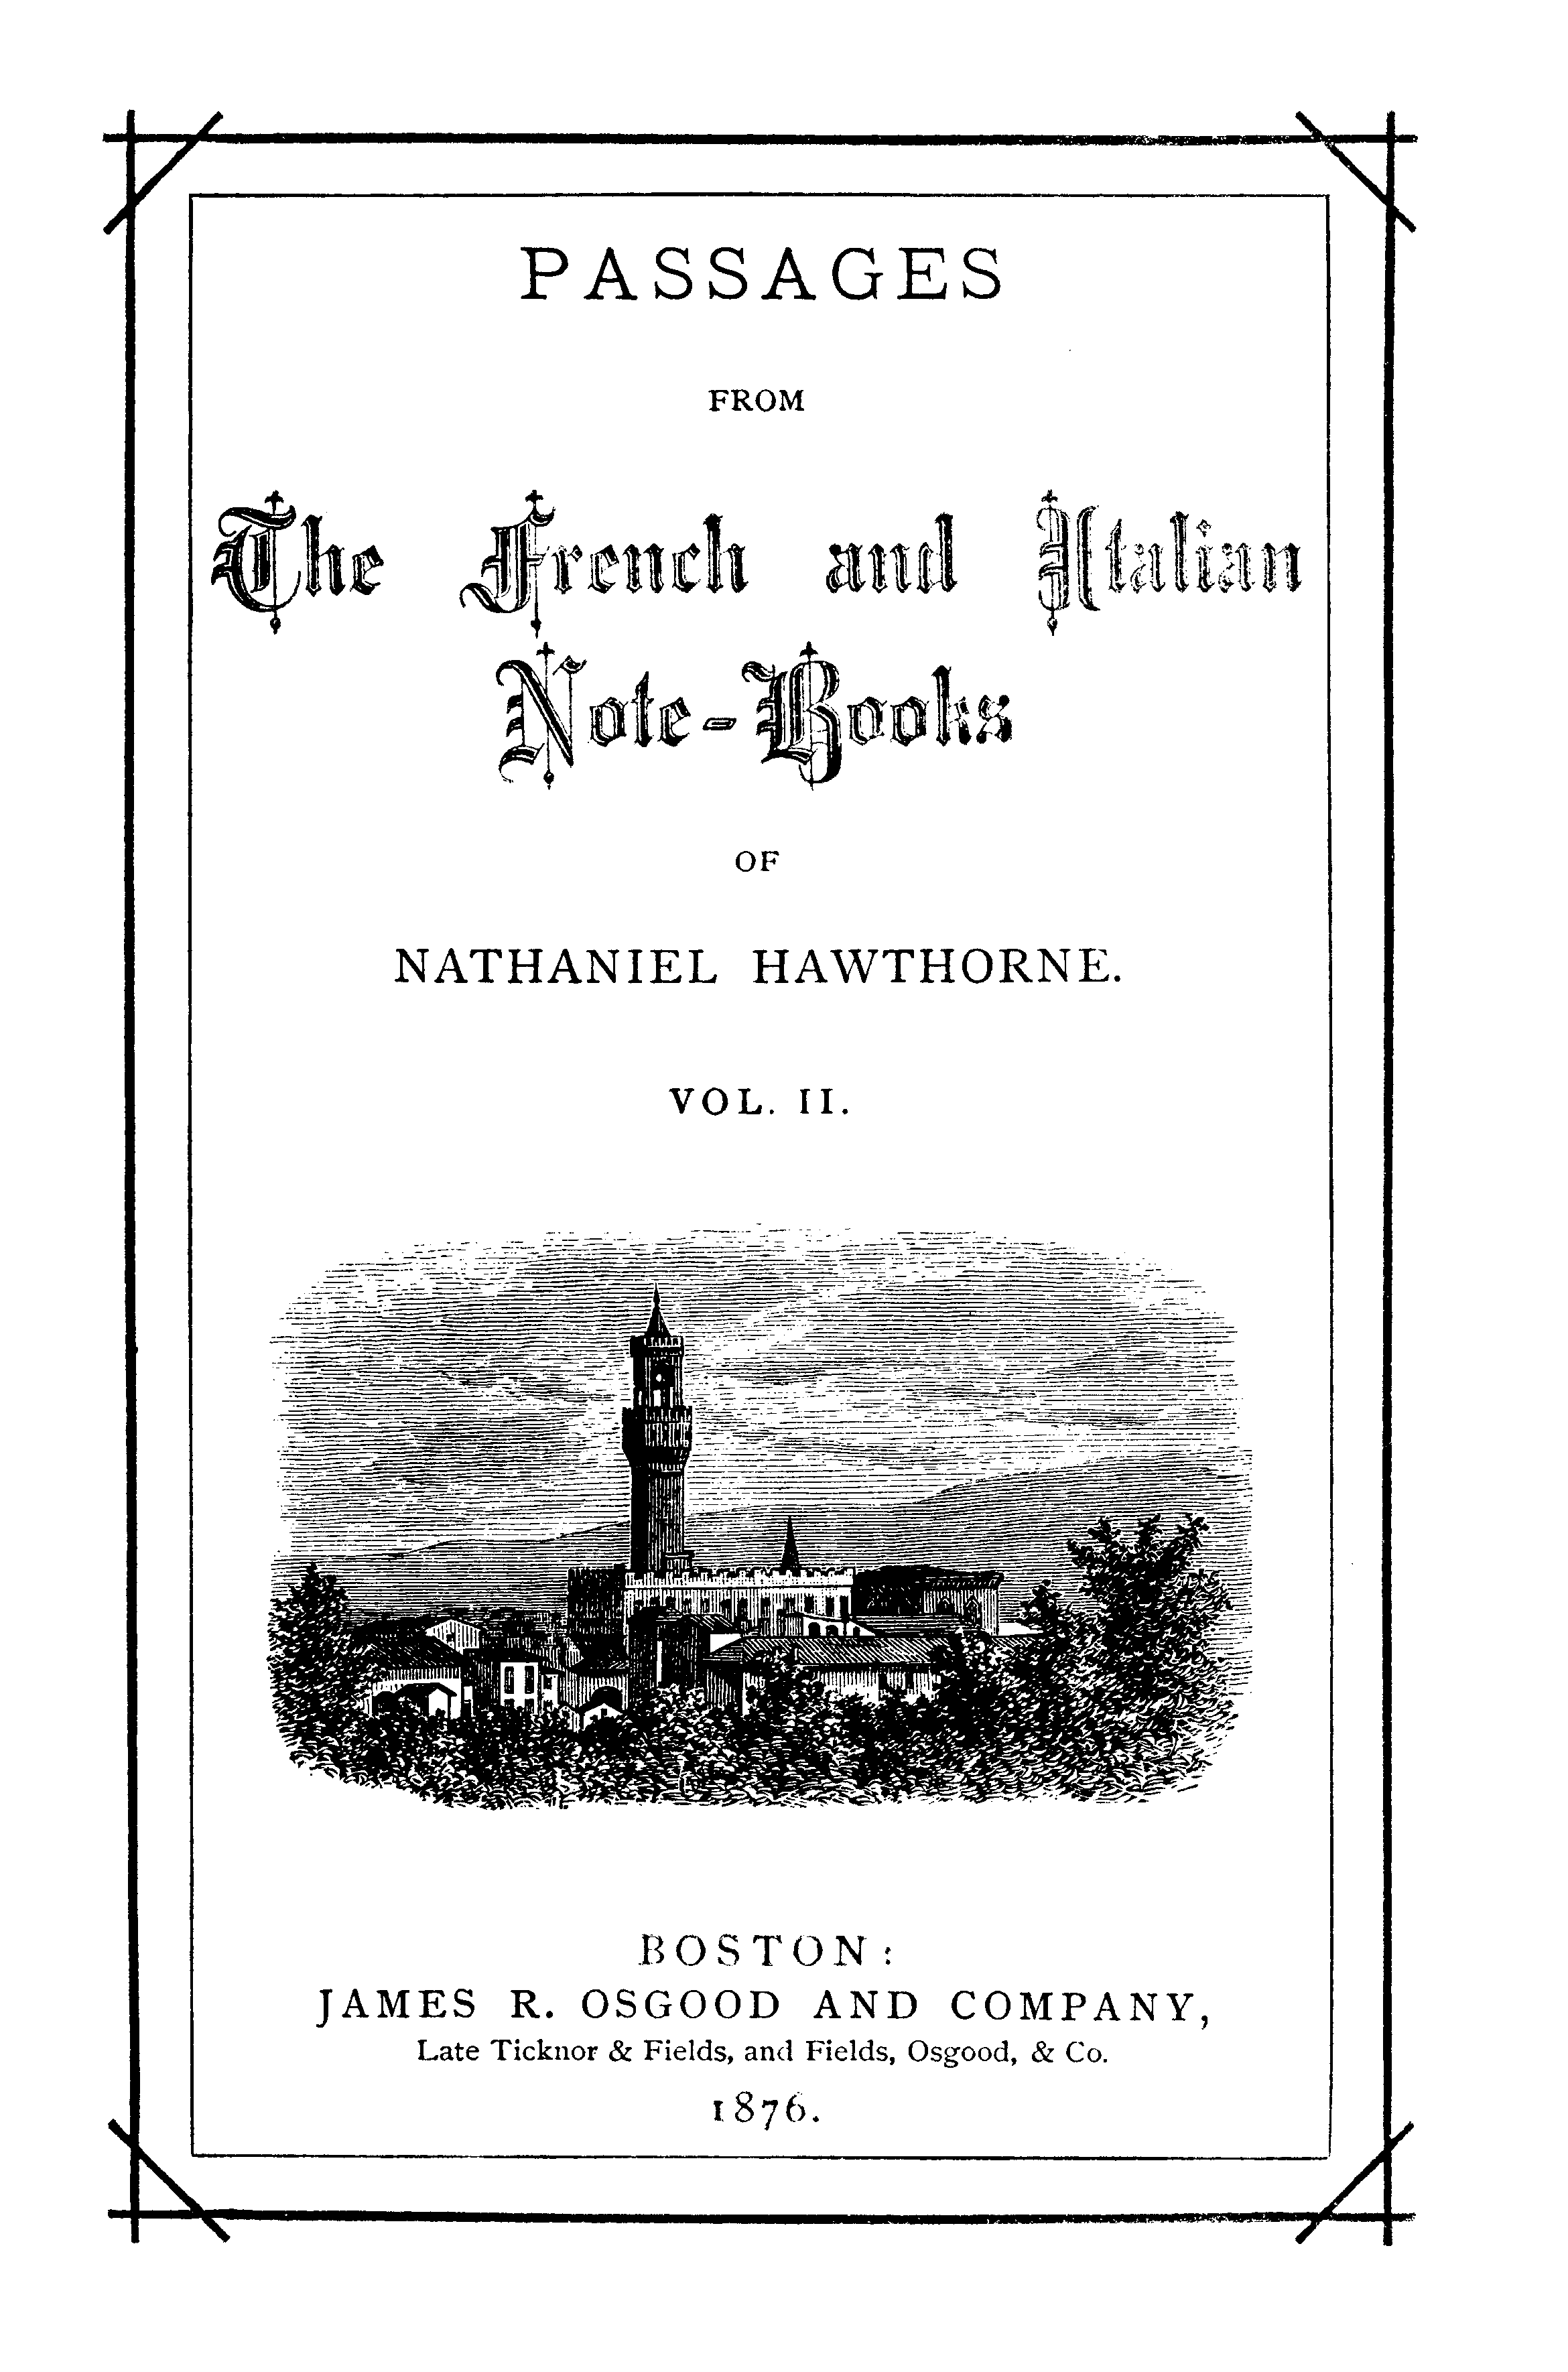 PASSAGES
FROM
The French and Italian
Note-Books
OF
NATHANIEL HAWTHORNE.
VOL. II.
BOSTON:
JAMES R. OSGOOD AND COMPANY,
Late Ticknor & Fields, and Fields, Osgood, & Co.
1876.